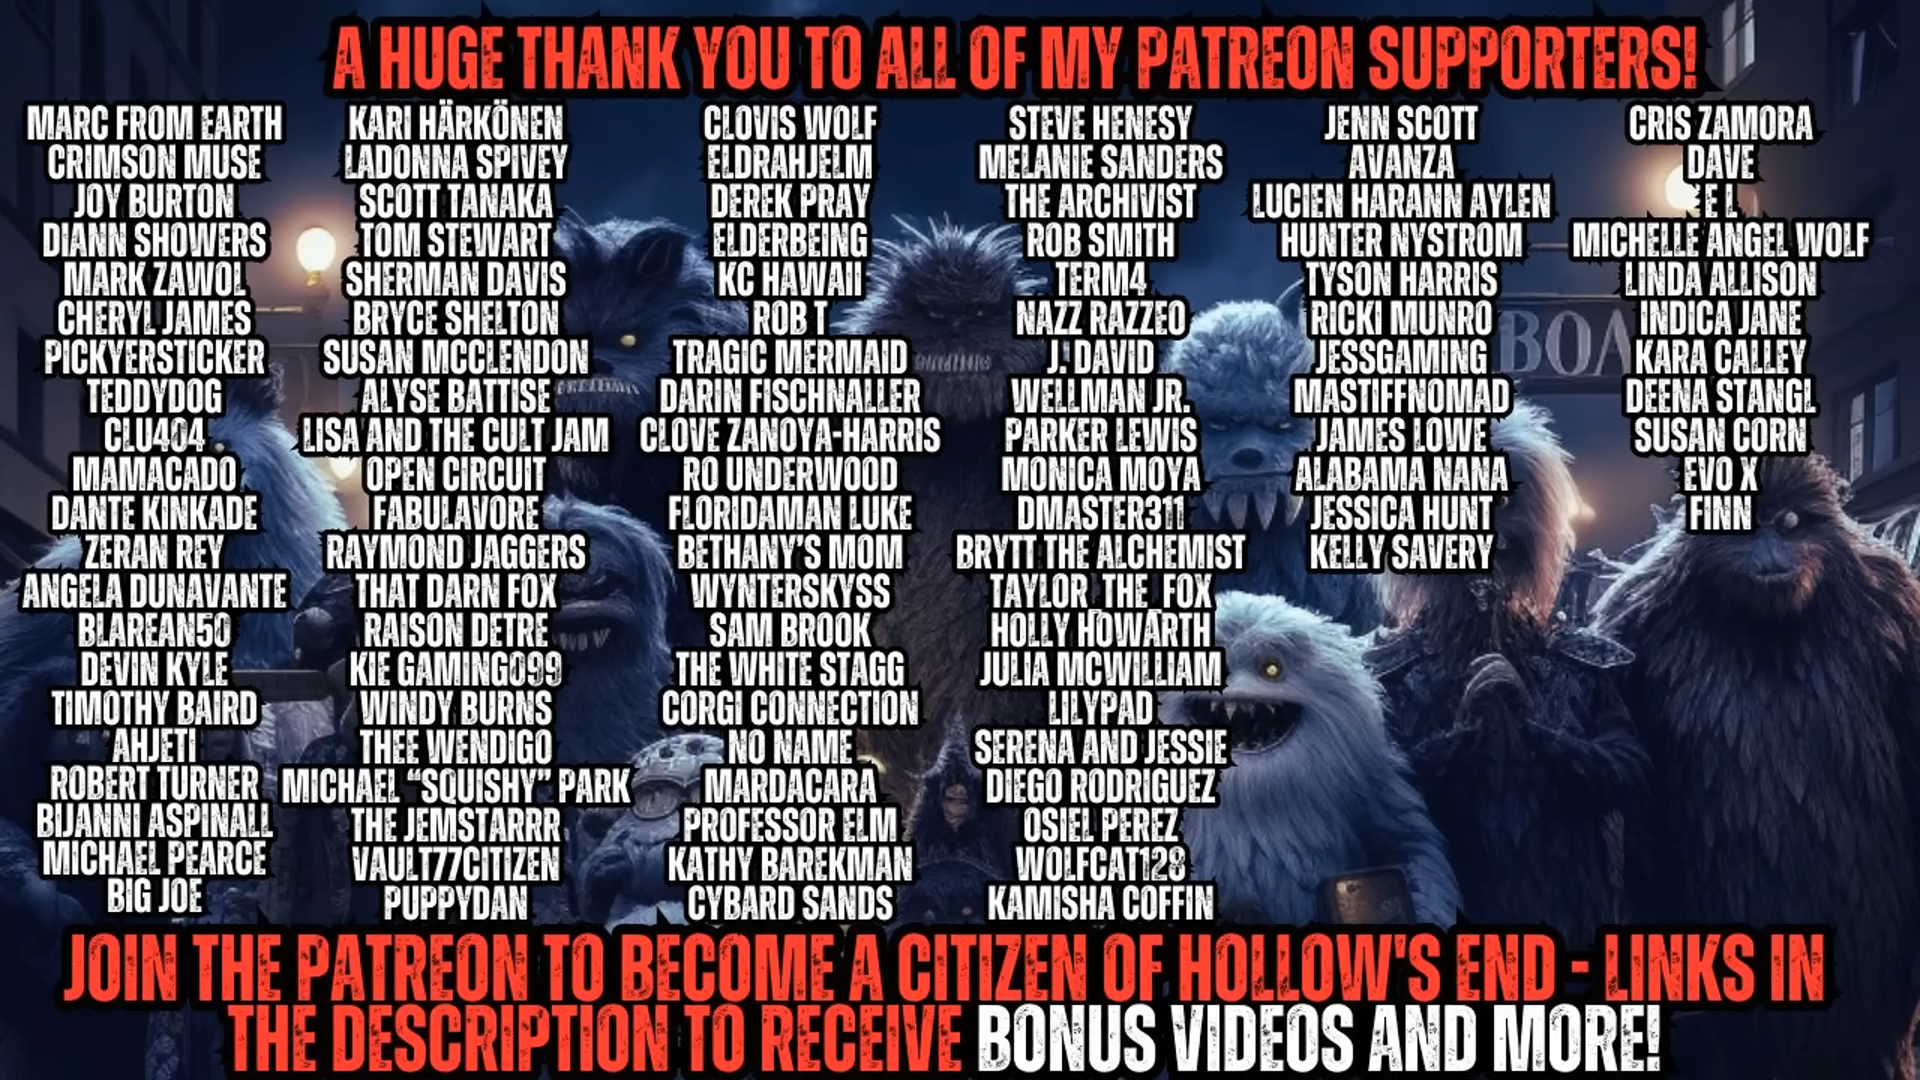 A HUGE THANK YOU TO ALL OF MY PATREON SUPPORTERS!
MARC FROM EARTH
CRIMSON MUSE
JOY BURTON
DIANN SHOWERS
MARK ZAWOL
CHERYL JAMES
PICKYERSTICKER
TEDDYDOG
CLU404
MAMACADO
DANTE KINKADE
ZERAN REY
ANGELA DUNAVANTE
BLAREAN50
DEVIN KYLE
TIMOTHY BAIRD
AHJETI
ROBERT TURNER
BIJANNI ASPINALL
MICHAEL PEARCE
BIG JOE
KARI HÄRKÖNEN
LADONNA SPIVEY
SCOTT TANAKA
TOM STEWART
SHERMAN DAVIS
BRYCE SHELTON
SUSAN MCCLENDON
ALYSE BATTISE
LISA AND THE CULT JAM
OPEN CIRCUIT
FABULAVORE
RAYMOND JAGGERS
THAT DARN FOX
RAISON DETRE
KIE GAMING099
WINDY BURNS
THEE WENDIGO
MICHAEL “SQUISHY” PARK
THE JEMSTARRR
VAULT77CITIZEN
PUPPYDAN
CLOVIS WOLF
ELDRAHJELM
DEREK PRAY
ELDERBEING
KC HAWAII
ROB T
TRAGIC MERMAID
DARIN FISCHNALLER
CLOVE ZANOYA-HARRIS
RO UNDERWOOD
FLORIDAMAN LUKE
BETHANY'S MOM
WYNTERSKYSS
SAM BROOK
THE WHITE STAGG
CORGI CONNECTION
NO NAME
MARDACARA
PROFESSOR ELM
KATHY BAREKMAN
CYBARD SANDS
STEVE HENESY
MELANIE SANDERS
THE ARCHIVIST
ROB SMITH
TERM4
NAZZ RAZZEO
J. DAVID
WELLMAN JR.
PARKER LEWIS
MONICA MOYA
DMASTER311
BRYTT THE ALCHEMIST
TAYLOR_THE_FOX
HOLLY HOWARTH
JULIA MCWILLIAM
LILYPAD
SERENA AND JESSIE
DIEGO RODRIGUEZ
OSIEL PEREZ
WOLFCAT128
KAMISHA COFFIN
JENN SCOTT
AVANZA
LUCIEN HARANN AYLEN
HUNTER NYSTROM
TYSON HARRIS
RICKI MUNRO
JESSGAMING
MASTIFFNOMAD
JAMES LOWE
ALABAMA NANA
JESSICA HUNT
KELLY SAVERY
CRIS ZAMORA
DAVE
E L
MICHELLE ANGEL WOLF
LINDA ALLISON
INDICA JANE
KARA CALLEY
DEENA STANGL
SUSAN CORN
EVO X
FINN
BOA
JOIN THE PATREON TO BECOME A CITIZEN OF HOLLOW'S END - LINKS IN
THE DESCRIPTION TO RECEIVE BONUS VIDEOS AND MORE!